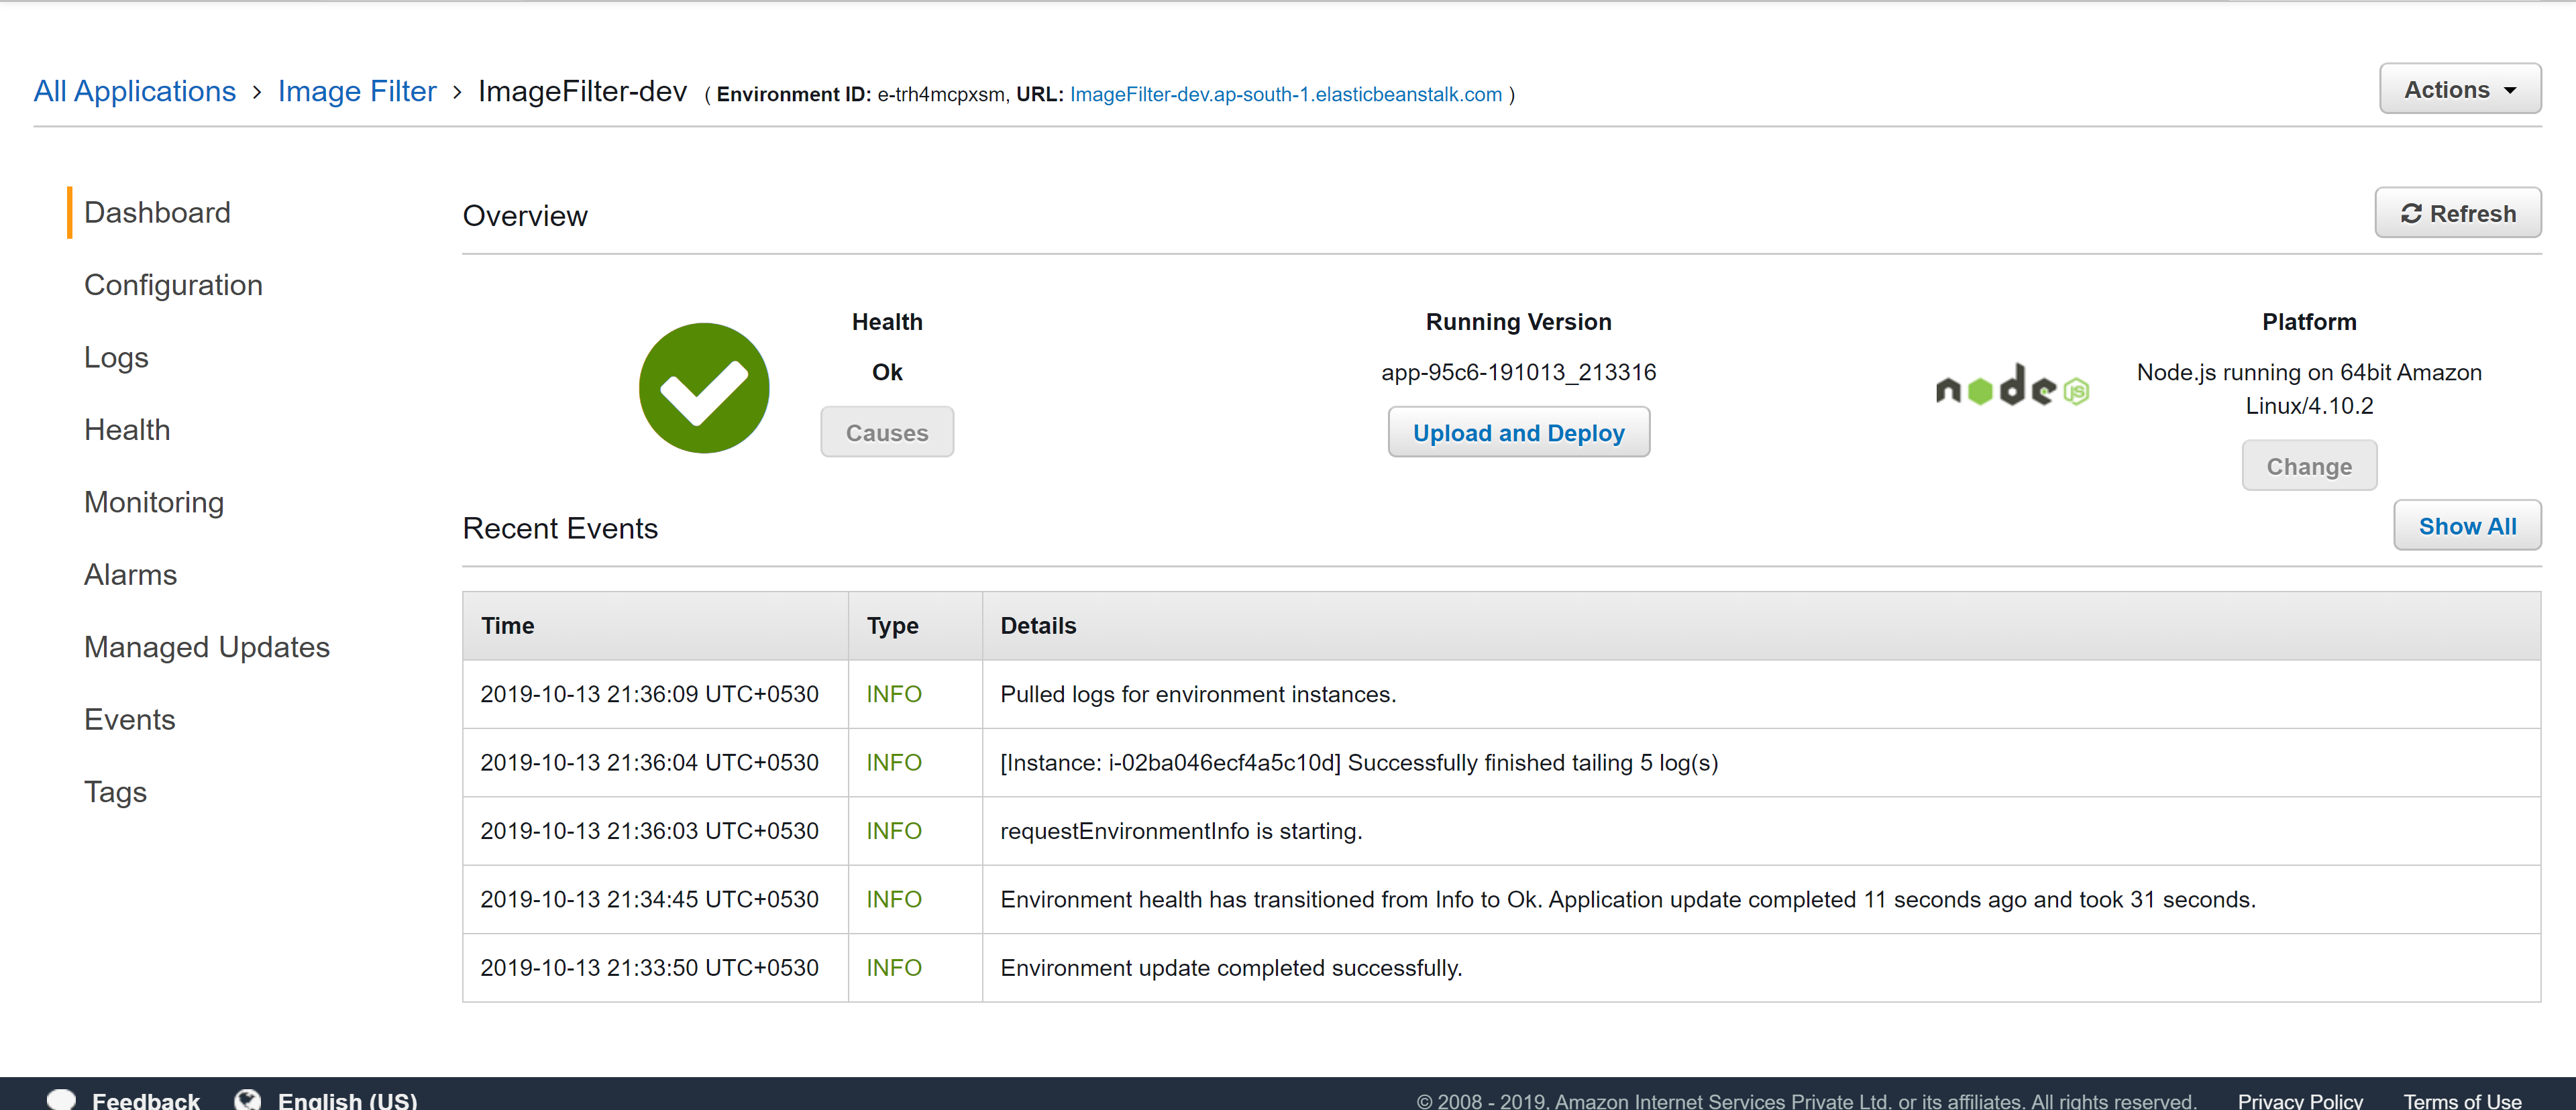 All Applications > Image Filter > ImageFilter-dev ( Environment ID: e-trh4mcpxsm, URL: ImageFilter-dev.ap-south-1.elasticbeanstalk.com )
Actions
Dashboard
Configuration
Logs
Health
Monitoring
Alarms
Managed Updates
Events
Tags
Overview
Refresh
Health
Ok
Causes
Running Version
app-95c6-191013_213316
Upload and Deploy
node JS
Platform
Node.js running on 64bit Amazon
Linux/4.10.2
Change
Recent Events
Show All
Time Type Details
2019-10-13 21:36:09 UTC+0530 INFO Pulled logs for environment instances.
2019-10-13 21:36:04 UTC+0530 INFO [Instance: i-02ba046ecf4a5c10d] Successfully finished tailing 5 log(s)
2019-10-13 21:36:03 UTC+0530 INFO requestEnvironmentInfo is starting.
2019-10-13 21:34:45 UTC+0530 INFO Environment health has transitioned from Info to Ok. Application update completed 11 seconds ago and took 31 seconds.
2019-10-13 21:33:50 UTC+0530 INFO Environment update completed successfully.
Feedback English (US) © 2008 - 2019, Amazon Internet Services Private Ltd. or its affiliates. All rights reserved. Privacy Policy Terms of Use